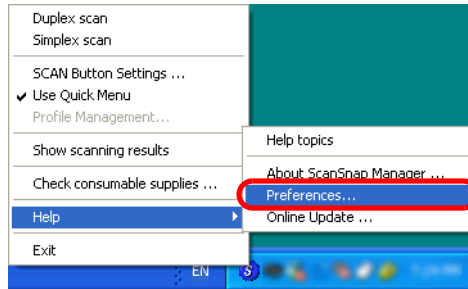 Duplex scan
Simplex scan
SCAN Button Settings ...
Use Quick Menu
Profile Management...
Show scanning results
Check consumable supplies ...
Help
Exit
Help topics
About ScanSnap Manager ...
Preferences...
Online Update ...
EN
S